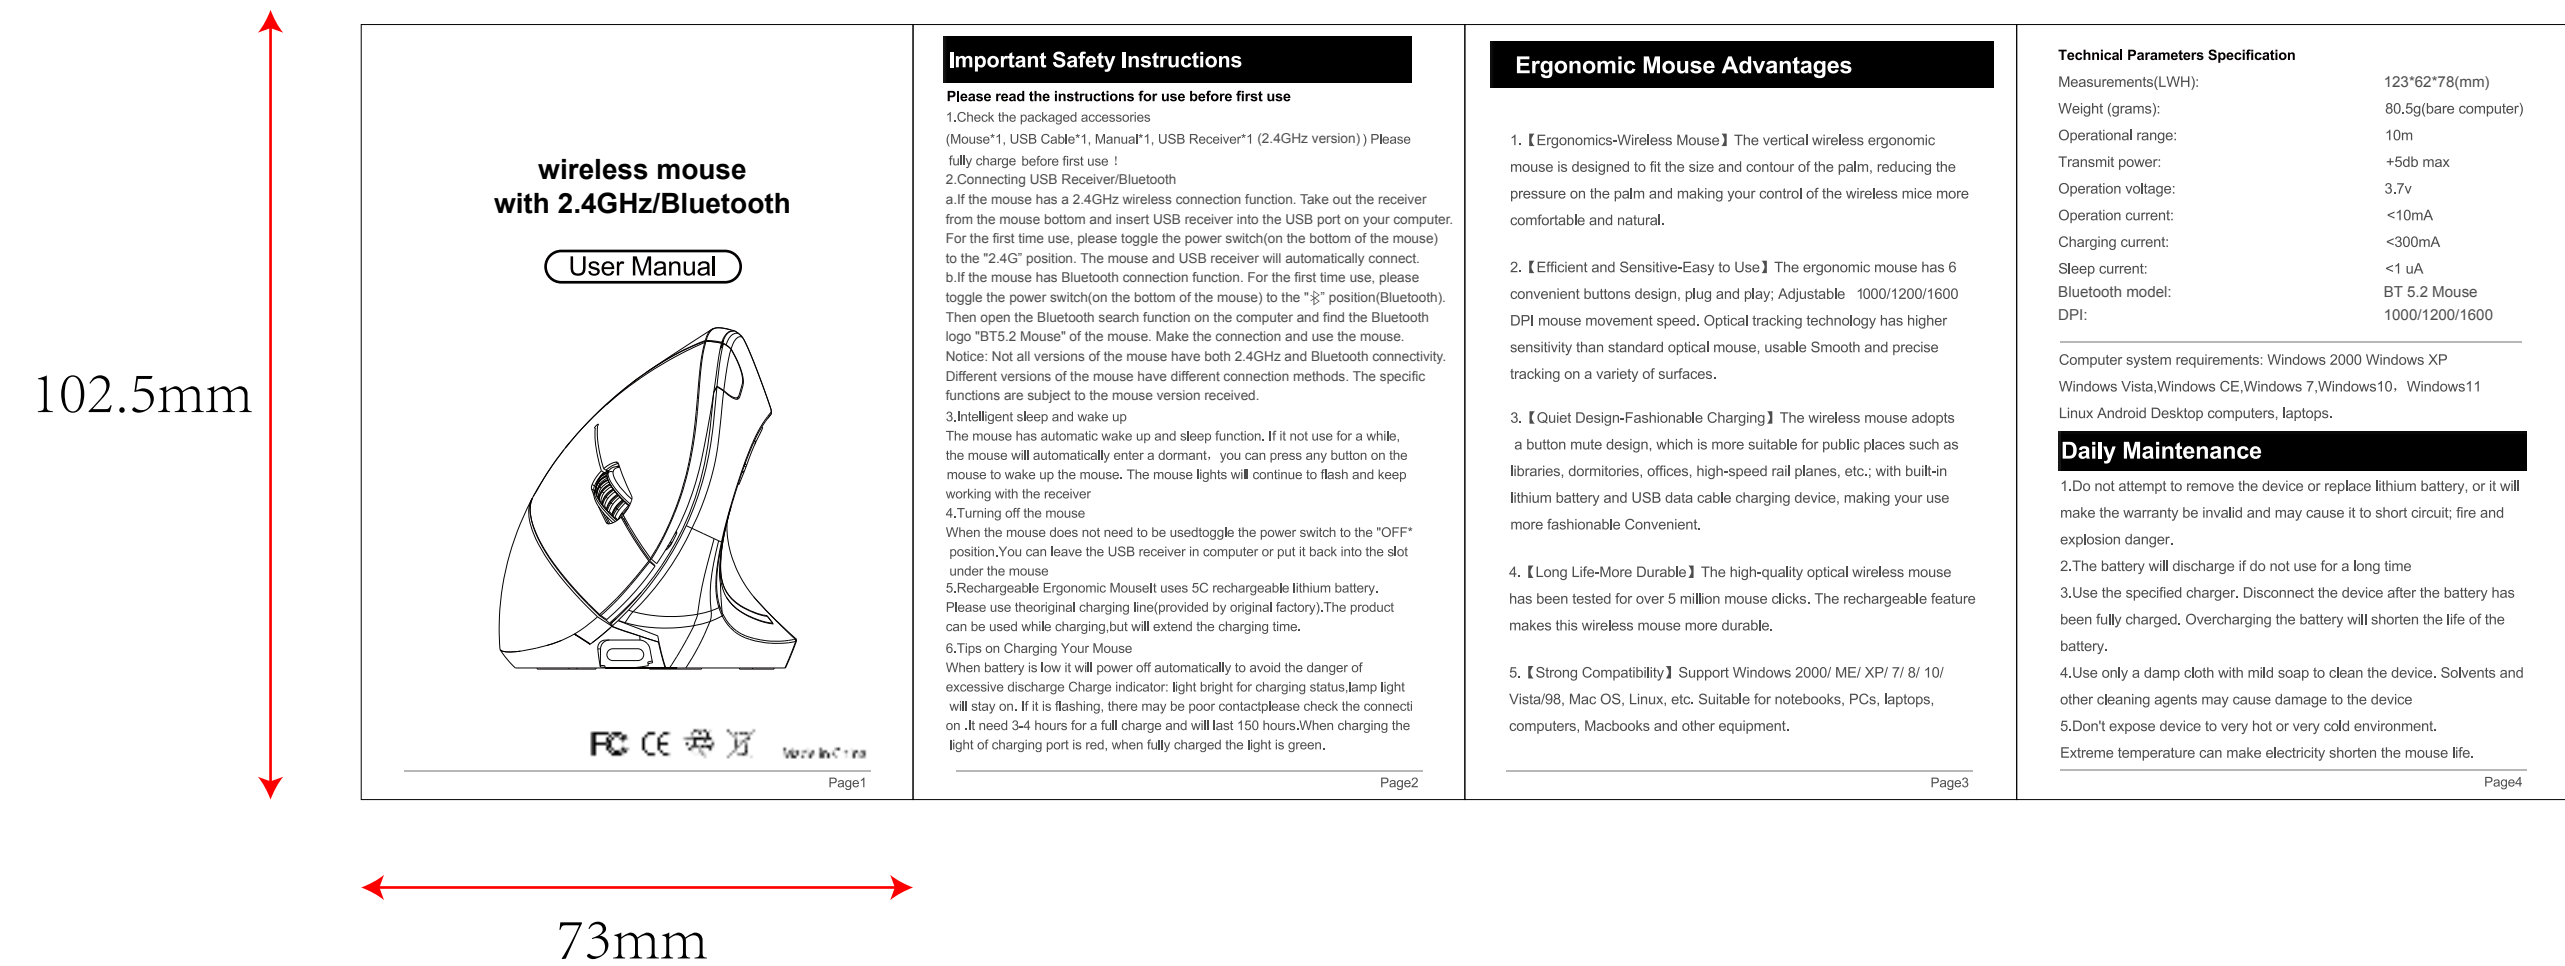 102.5mm
73mm
wireless mouse
with 2.4GHz/Bluetooth
User Manual
FC CE
Made in China
Page1
Important Safety Instructions
Please read the instructions for use before first use
1.Check the packaged accessories
(Mouse*1, USB Cable*1, Manual*1, USB Receiver*1 (2.4GHz version) ) Please
fully charge before first use !
2.Connecting USB Receiver/Bluetooth
a.If the mouse has a 2.4GHz wireless connection function. Take out the receiver
from the mouse bottom and insert USB receiver into the USB port on your computer.
For the first time use, please toggle the power switch(on the bottom of the mouse)
to the "2.4G" position. The mouse and USB receiver will automatically connect.
b.If the mouse has Bluetooth connection function. For the first time use, please
toggle the power switch(on the bottom of the mouse) to the "" position(Bluetooth).
Then open the Bluetooth search function on the computer and find the Bluetooth
logo "BT5.2 Mouse" of the mouse. Make the connection and use the mouse.
Notice: Not all versions of the mouse have both 2.4GHz and Bluetooth connectivity.
Different versions of the mouse have different connection methods. The specific
functions are subject to the mouse version received.
3.Intelligent sleep and wake up
The mouse has automatic wake up and sleep function. If it not use for a while,
the mouse will automatically enter a dormant，you can press any button on the
mouse to wake up the mouse. The mouse lights will continue to flash and keep
working with the receiver
4.Turning off the mouse
When the mouse does not need to be usedtoggle the power switch to the "OFF*
position.You can leave the USB receiver in computer or put it back into the slot
under the mouse
5.Rechargeable Ergonomic MouseIt uses 5C rechargeable lithium battery.
Please use theoriginal charging line(provided by original factory).The product
can be used while charging,but will extend the charging time.
6.Tips on Charging Your Mouse
When battery is low it will power off automatically to avoid the danger of
excessive discharge Charge indicator: light bright for charging status,lamp light
will stay on. If it is flashing, there may be poor contactplease check the connecti
on .It need 3-4 hours for a full charge and will last 150 hours.When charging the
light of charging port is red, when fully charged the light is green.
Page2
Ergonomic Mouse Advantages
1.【Ergonomics-Wireless Mouse】The vertical wireless ergonomic
mouse is designed to fit the size and contour of the palm, reducing the
pressure on the palm and making your control of the wireless mice more
comfortable and natural.
2.【Efficient and Sensitive-Easy to Use】The ergonomic mouse has 6
convenient buttons design, plug and play; Adjustable 1000/1200/1600
DPI mouse movement speed. Optical tracking technology has higher
sensitivity than standard optical mouse, usable Smooth and precise
tracking on a variety of surfaces.
3.【Quiet Design-Fashionable Charging】The wireless mouse adopts
a button mute design, which is more suitable for public places such as
libraries, dormitories, offices, high-speed rail planes, etc.; with built-in
lithium battery and USB data cable charging device, making your use
more fashionable Convenient.
4.【Long Life-More Durable】The high-quality optical wireless mouse
has been tested for over 5 million mouse clicks. The rechargeable feature
makes this wireless mouse more durable.
5.【Strong Compatibility】Support Windows 2000/ ME/ XP/ 7/ 8/ 10/
Vista/98, Mac OS, Linux, etc. Suitable for notebooks, PCs, laptops,
computers, Macbooks and other equipment.
Page3
Technical Parameters Specification
Measurements(LWH): 123*62*78(mm)
Weight (grams): 80.5g(bare computer)
Operational range: 10m
Transmit power: +5db max
Operation voltage: 3.7v
Operation current: <10mA
Charging current: <300mA
Sleep current: <1 uA
Bluetooth model: BT 5.2 Mouse
DPI: 1000/1200/1600
Computer system requirements: Windows 2000 Windows XP
Windows Vista,Windows CE,Windows 7,Windows10，Windows11
Linux Android Desktop computers, laptops.
Daily Maintenance
1.Do not attempt to remove the device or replace lithium battery, or it will
make the warranty be invalid and may cause it to short circuit; fire and
explosion danger.
2.The battery will discharge if do not use for a long time
3.Use the specified charger. Disconnect the device after the battery has
been fully charged. Overcharging the battery will shorten the life of the
battery.
4.Use only a damp cloth with mild soap to clean the device. Solvents and
other cleaning agents may cause damage to the device
5.Don't expose device to very hot or very cold environment.
Extreme temperature can make electricity shorten the mouse life.
Page4